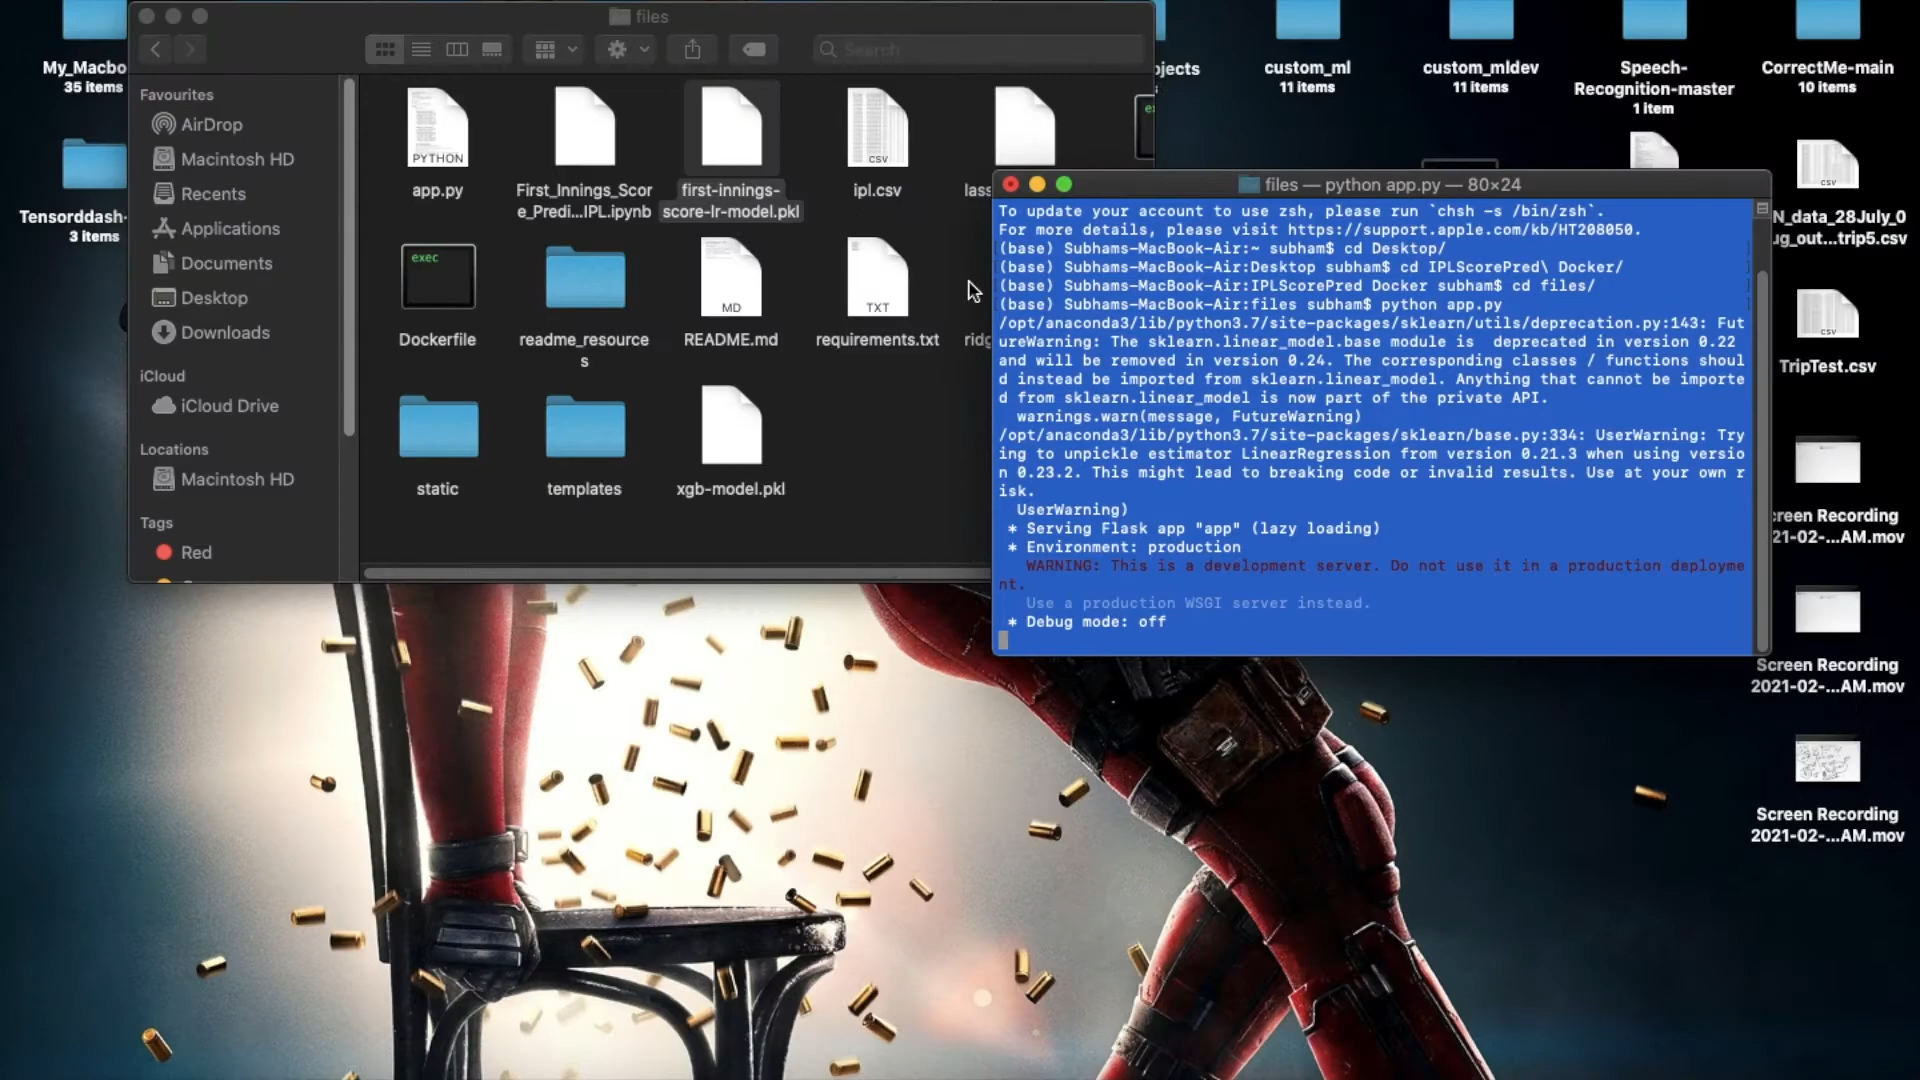 files
Search
Favourites
AirDrop
Macintosh HD
Recents
Applications
Documents
Desktop
Downloads
iCloud
iCloud Drive
Locations
Macintosh HD
Tags
Red
PYTHON
app.py
First_Innings_Scor
e_Predi...IPL.ipynb
first-innings-
score-lr-model.pkl
CSV
ipl.csv
exec
Dockerfile
readme_resource
s
MD
README.md
TXT
requirements.txt
static
templates
xgb-model.pkl
My_Macbo
35 items
Tensorddash-
3 items
custom_ml
11 items
custom_mldev
11 items
Speech-
Recognition-master
1 item
CorrectMe-main
10 items
files — python app.py — 80×24
To update your account to use zsh, please run `chsh -s /bin/zsh`.
For more details, please visit https://support.apple.com/kb/HT208050.
(base) Subhams-MacBook-Air:~ subham$ cd Desktop/
(base) Subhams-MacBook-Air:Desktop subham$ cd IPLScorePred\ Docker/
(base) Subhams-MacBook-Air:IPLScorePred Docker subham$ cd files/
(base) Subhams-MacBook-Air:files subham$ python app.py
/opt/anaconda3/lib/python3.7/site-packages/sklearn/utils/deprecation.py:143: Fut
ureWarning: The sklearn.linear_model.base module is  deprecated in version 0.22
and will be removed in version 0.24. The corresponding classes / functions shoul
d instead be imported from sklearn.linear_model. Anything that cannot be importe
d from sklearn.linear_model is now part of the private API.
warnings.warn(message, FutureWarning)
/opt/anaconda3/lib/python3.7/site-packages/sklearn/base.py:334: UserWarning: Try
ing to unpickle estimator LinearRegression from version 0.21.3 when using versio
n 0.23.2. This might lead to breaking code or invalid results. Use at your own r
isk.
UserWarning)
* Serving Flask app "app" (lazy loading)
* Environment: production
WARNING: This is a development server. Do not use it in a production deployme
nt.
Use a production WSGI server instead.
* Debug mode: off
CSV
N_data_28July_0
ug_out...trip5.csv
CSV
TripTest.csv
creen Recording
2021-02-...AM.mov
Screen Recording
2021-02-...AM.mov
Screen Recording
2021-02-...AM.mov